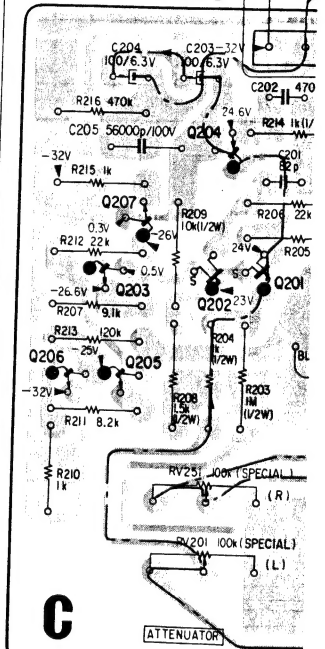 C204
100/6.3V
C203 -32V
100/6.3V
C202 470
R216 470k
24.6V
R214 1k(1/
C205 56000p/100V
Q204
-32V
R215 1k
C201
82p
Q207
R209
10k(1/2W)
R206 22k
0.3V
-26V
R212 22k
24V
R205
0.5V
Q203
S
S
Q201
-26.6V
R207 9.1k
Q202
23V
R213 120k
R204
1k
(1/2W)
-25V
Q206
Q205
BL
-32V
R208
1.5k
(1/2W)
R203
1M
(1/2W)
R211 8.2k
R210
1k
RV251 100k (SPECIAL)
(R)
RV201 100k (SPECIAL)
(L)
C
ATTENUATOR